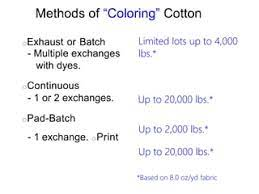 Methods of "Coloring" Cotton
oExhaust or Batch
- Multiple exchanges
with dyes.
Limited lots up to 4,000
lbs.*
oContinuous
- 1 or 2 exchanges.
Up to 20,000 lbs.*
oPad-Batch
- 1 exchange. oPrint
Up to 2,000 lbs.*
Up to 20,000 lbs.*
*Based on 8.0 oz/yd fabric